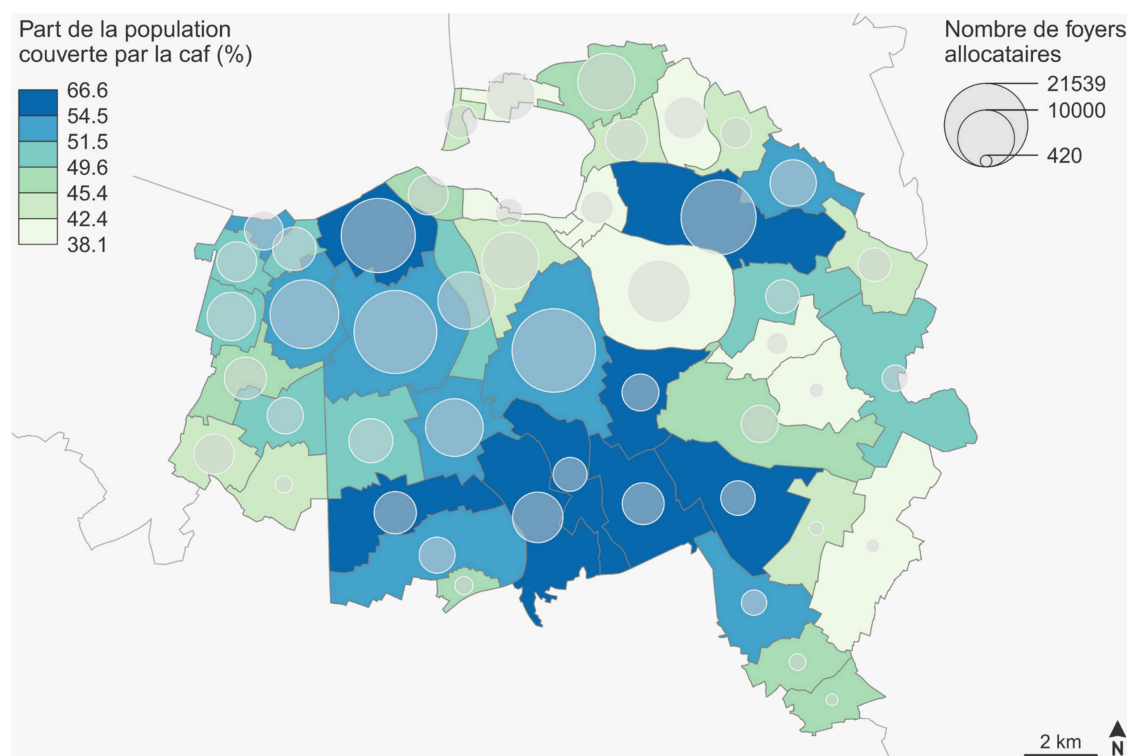 Part de la population
couverte par la caf (%)
66.6
54.5
51.5
49.6
45.4
42.4
38.1
Nombre de foyers
allocataires
21539
10000
420
2 km
N